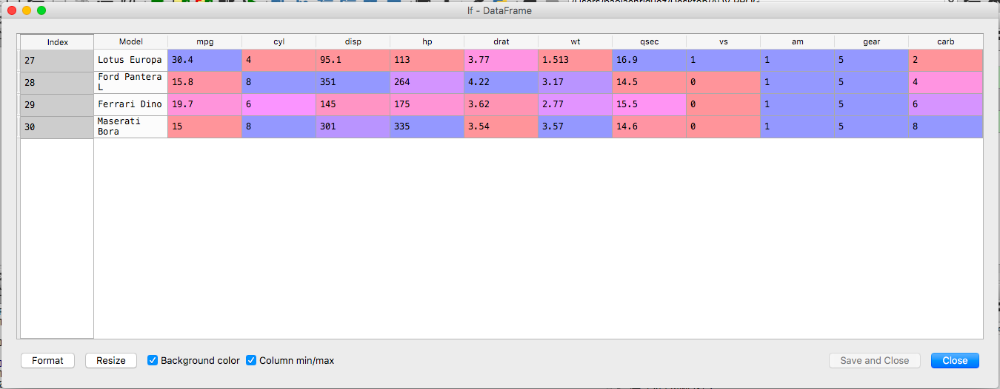 lf - DataFrame
Index Model mpg cyl disp hp drat wt qsec vs am gear carb
27 Lotus Europa 30.4 4 95.1 113 3.77 1.513 16.9 1 1 5 2
28 Ford Pantera L 15.8 8 351 264 4.22 3.17 14.5 0 1 5 4
29 Ferrari Dino 19.7 6 145 175 3.62 2.77 15.5 0 1 5 6
30 Maserati Bora 15 8 301 335 3.54 3.57 14.6 0 1 5 8
Format Resize Background color Column min/max Save and Close Close